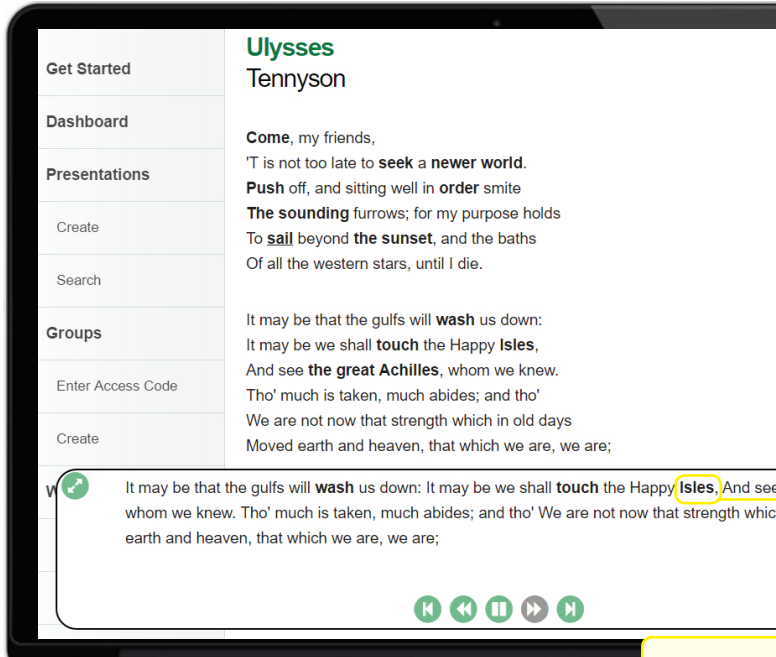 Get Started
Dashboard
Presentations
Create
Search
Groups
Enter Access Code
Create
Ulysses
Tennyson
Come, my friends,
'T is not too late to seek a newer world.
Push off, and sitting well in order smite
The sounding furrows; for my purpose holds
To sail beyond the sunset, and the baths
Of all the western stars, until I die.
It may be that the gulfs will wash us down:
It may be we shall touch the Happy Isles,
And see the great Achilles, whom we knew.
Tho' much is taken, much abides; and tho'
We are not now that strength which in old days
Moved earth and heaven, that which we are, we are;
It may be that the gulfs will wash us down: It may be we shall touch the Happy Isles, And see
whom we knew. Tho' much is taken, much abides; and tho' We are not now that strength
earth and heaven, that which we are, we are;